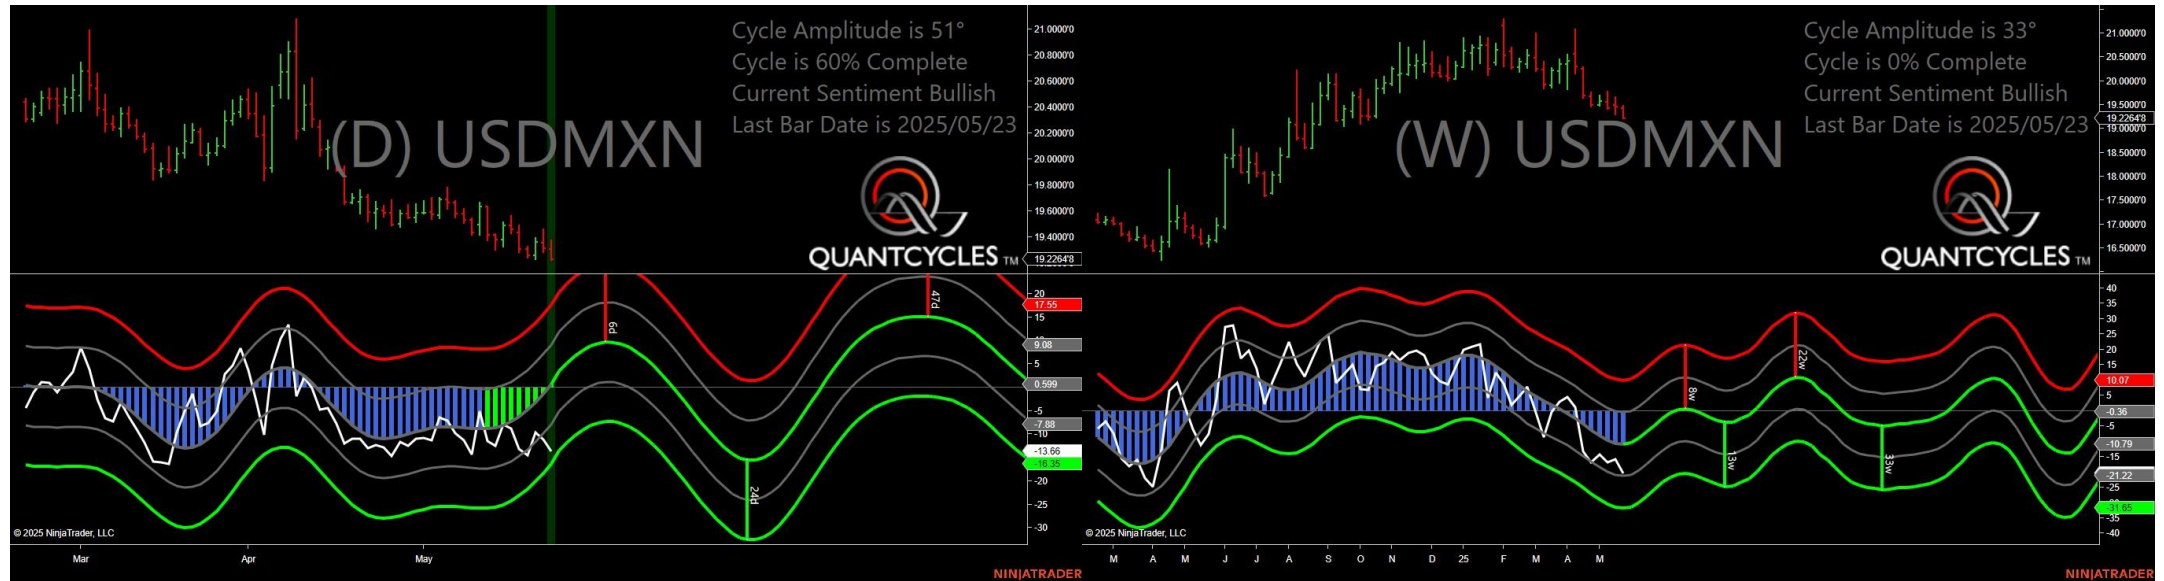 Cycle Amplitude is 51°
Cycle is 60% Complete
Current Sentiment Bullish
Last Bar Date is 2025/05/23
(D) USDMXN
QUANTCYCLES TM
21.0000'0
20.8000'0
20.6000'0
20.4000'0
20.2000'0
20.0000'0
19.8000'0
19.6000'0
19.4000'0
19.2264'8
6d
24d
47d
20
17.55
15
9.08
5
0.599
-5
-7.88
-10
-13.66
-16.35
-20
-25
-30
© 2025 NinjaTrader, LLC
Mar Apr May
NINJATRADER
Cycle Amplitude is 33°
Cycle is 0% Complete
Current Sentiment Bullish
Last Bar Date is 2025/05/23
(W) USDMXN
QUANTCYCLES TM
21.0000'0
20.5000'0
20.0000'0
19.5000'0
19.2264'8
19.0000'0
18.5000'0
18.0000'0
17.5000'0
17.0000'0
16.5000'0
8w
13w
22w
33w
40
35
30
25
20
15
10.07
5
-0.36
-5
-10.79
-15
-21.22
-25
-31.65
-35
-40
© 2025 NinjaTrader, LLC
M A M J J A S O N D 25 F M A M
NINJATRADER